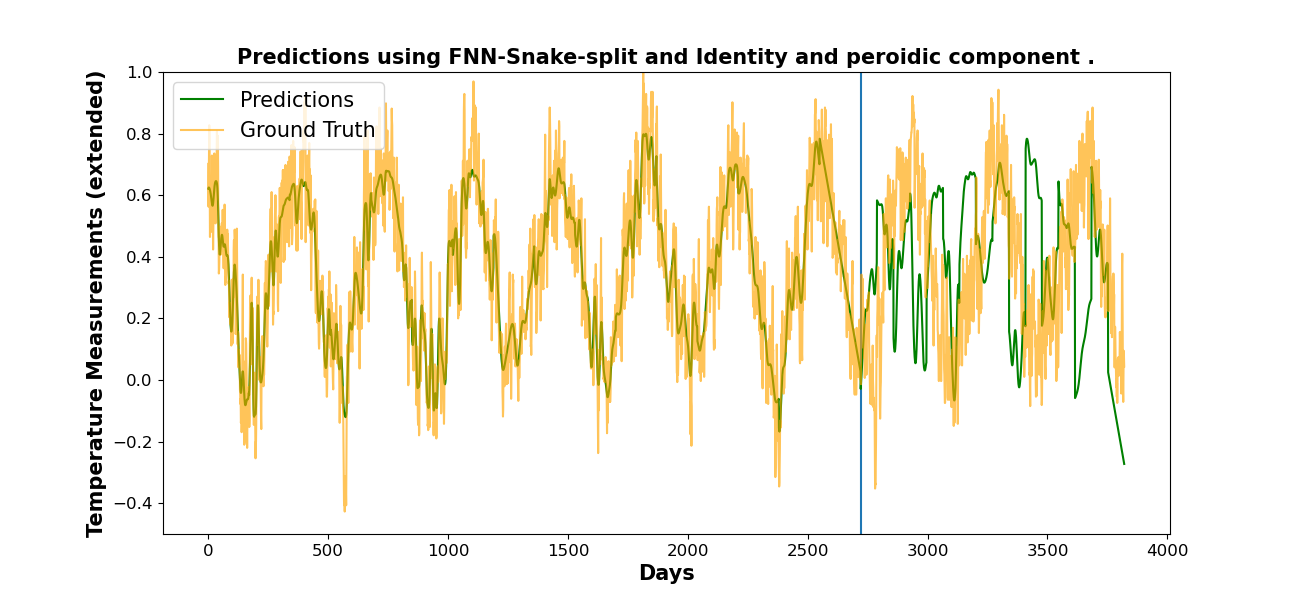 Predictions using FNN-Snake-split and Identity and peroidic component .
Temperature Measurements (extended)
1.0
0.8
0.6
0.4
0.2
0.0
−0.2
−0.4
Predictions
Ground Truth
0 500 1000 1500 2000 2500 3000 3500 4000
Days